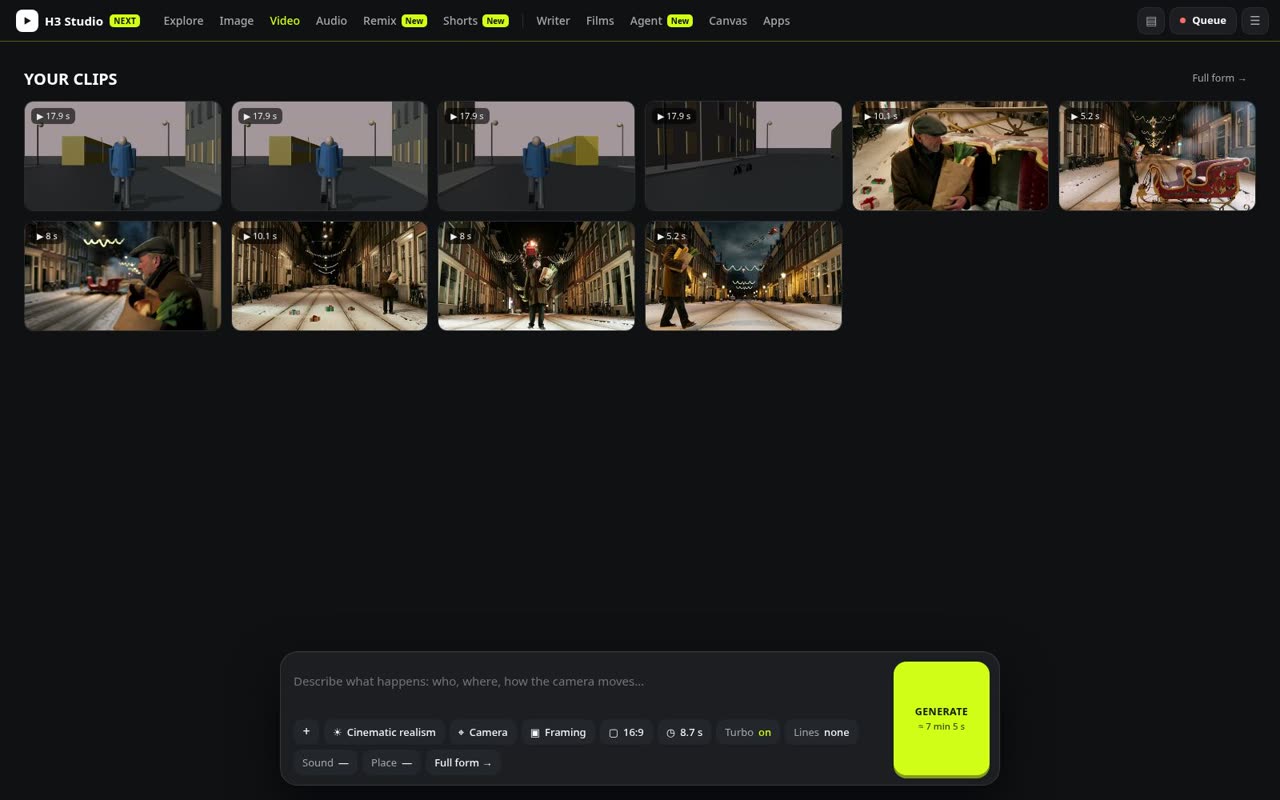 H3 Studio NEXT Explore Image Video Audio Remix New Shorts New Writer Films Agent New Canvas Apps Queue
YOUR CLIPS Full form →
▶ 17.9 s ▶ 17.9 s ▶ 17.9 s ▶ 17.9 s ▶ 10.1 s ▶ 5.2 s
▶ 8 s ▶ 10.1 s ▶ 8 s ▶ 5.2 s
Describe what happens: who, where, how the camera moves...
GENERATE
≈ 7 min 5 s
+ Cinematic realism Camera Framing 16:9 8.7 s Turbo on Lines none
Sound — Place — Full form →